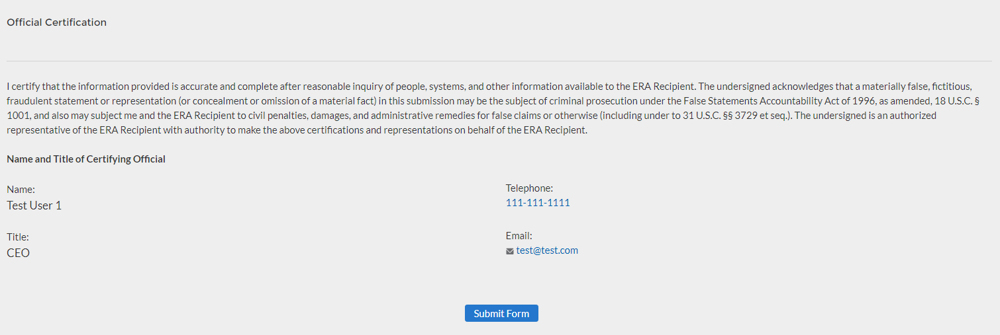 Official Certification
I certify that the information provided is accurate and complete after reasonable inquiry of people, systems, and other information available to the ERA Recipient. The undersigned acknowledges that a materially false, fictitious,
fraudulent statement or representation (or concealment or omission of a material fact) in this submission may be the subject of criminal prosecution under the False Statements Accountability Act of 1996, as amended, 18 U.S.C. §
1001, and also may subject me and the ERA Recipient to civil penalties, damages, and administrative remedies for false claims or otherwise (including under to 31 U.S.C. §§ 3729 et seq.). The undersigned is an authorized
representative of the ERA Recipient with authority to make the above certifications and representations on behalf of the ERA Recipient.
Name and Title of Certifying Official
Name:
Test User 1
Telephone:
111-111-1111
Title:
CEO
Email:
test@test.com
Submit Form